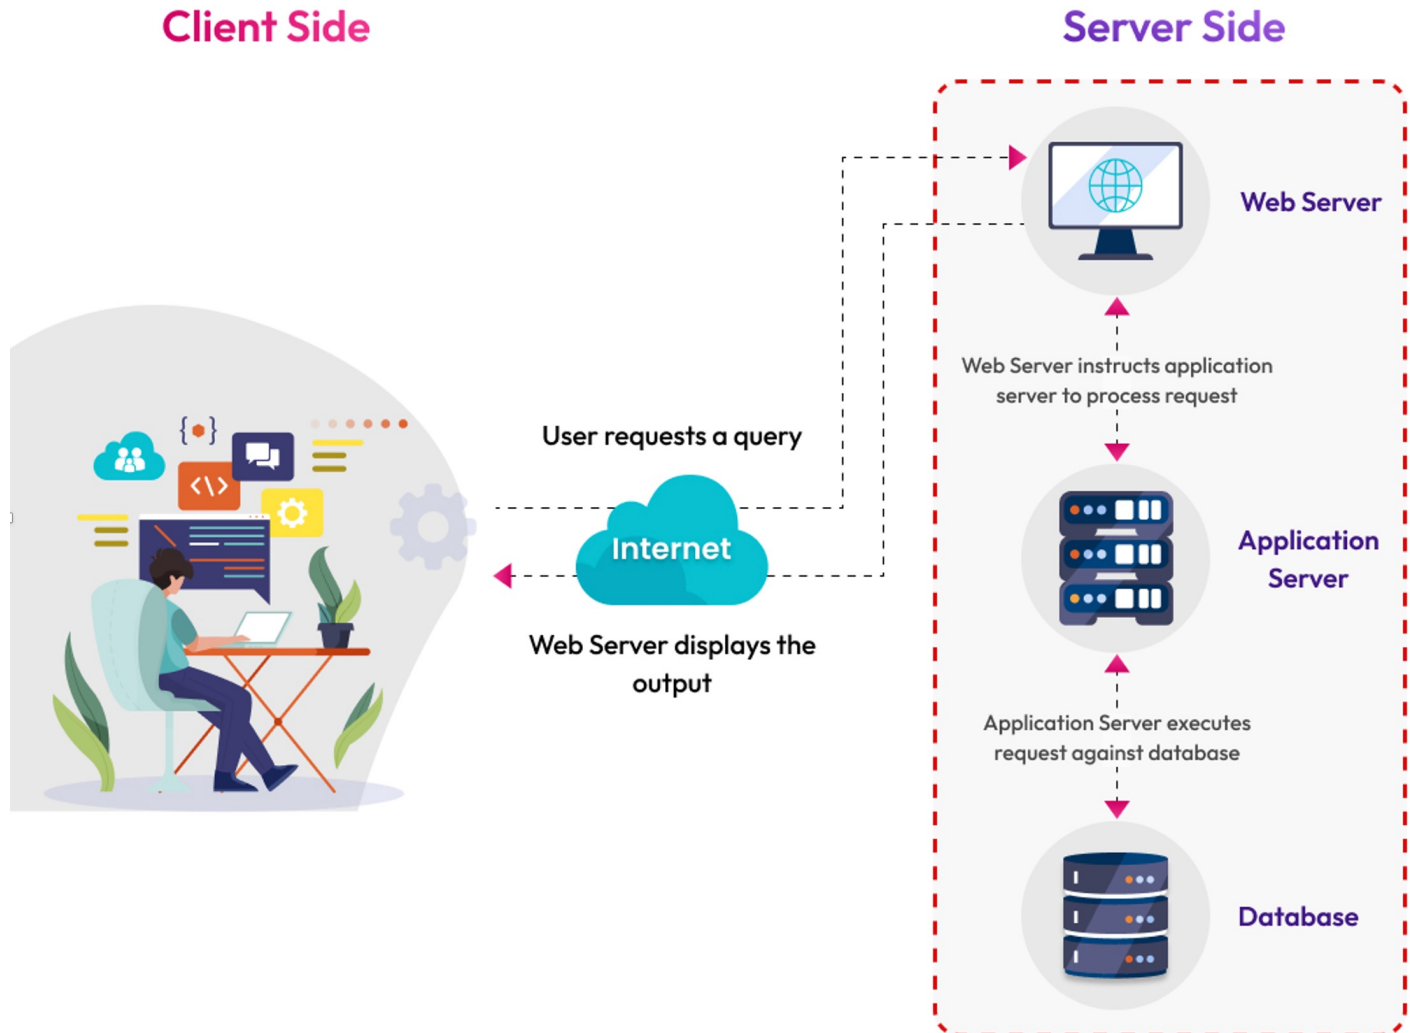 Client Side
Server Side
Web Server
Web Server instructs application
server to process request
User requests a query
Internet
Application
Server
Web Server displays the
output
Application Server executes
request against database
Database